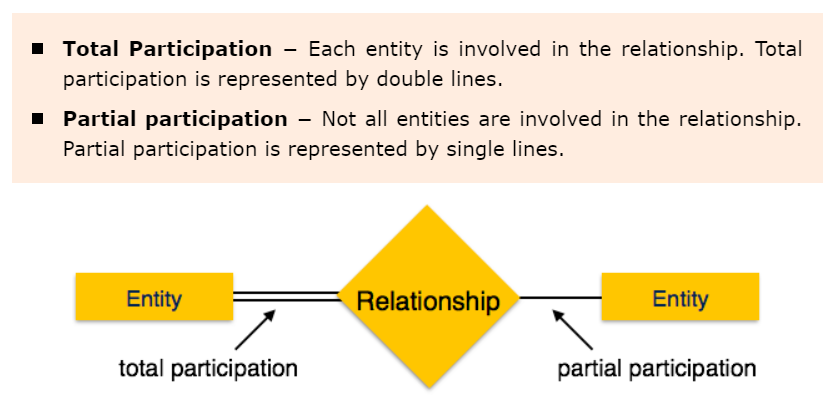 Total Participation − Each entity is involved in the relationship. Total
participation is represented by double lines.
Partial participation − Not all entities are involved in the relationship.
Partial participation is represented by single lines.
Entity
Relationship
Entity
total participation
partial participation